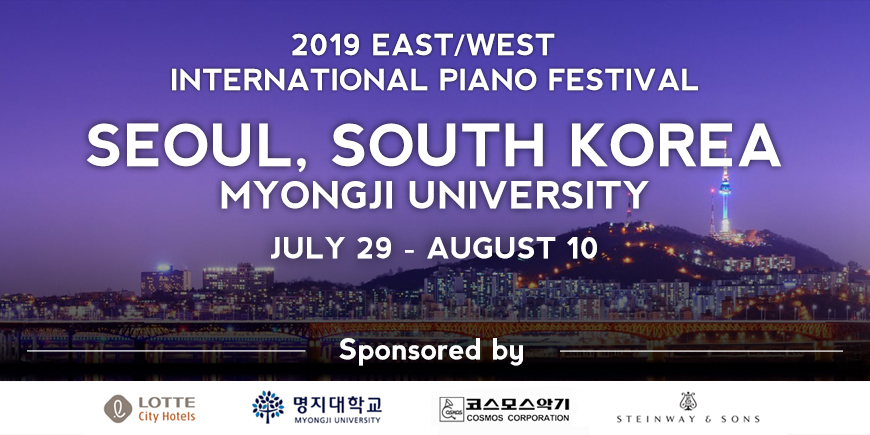 2019 EAST/WEST
INTERNATIONAL PIANO FESTIVAL
SEOUL, SOUTH KOREA
MYONGJI UNIVERSITY
JULY 29 - AUGUST 10
Sponsored by
LOTTE
City Hotels
명지대학교
MYONGJI UNIVERSITY
COSMOS
코스모스악기
COSMOS CORPORATION
STEINWAY & SONS